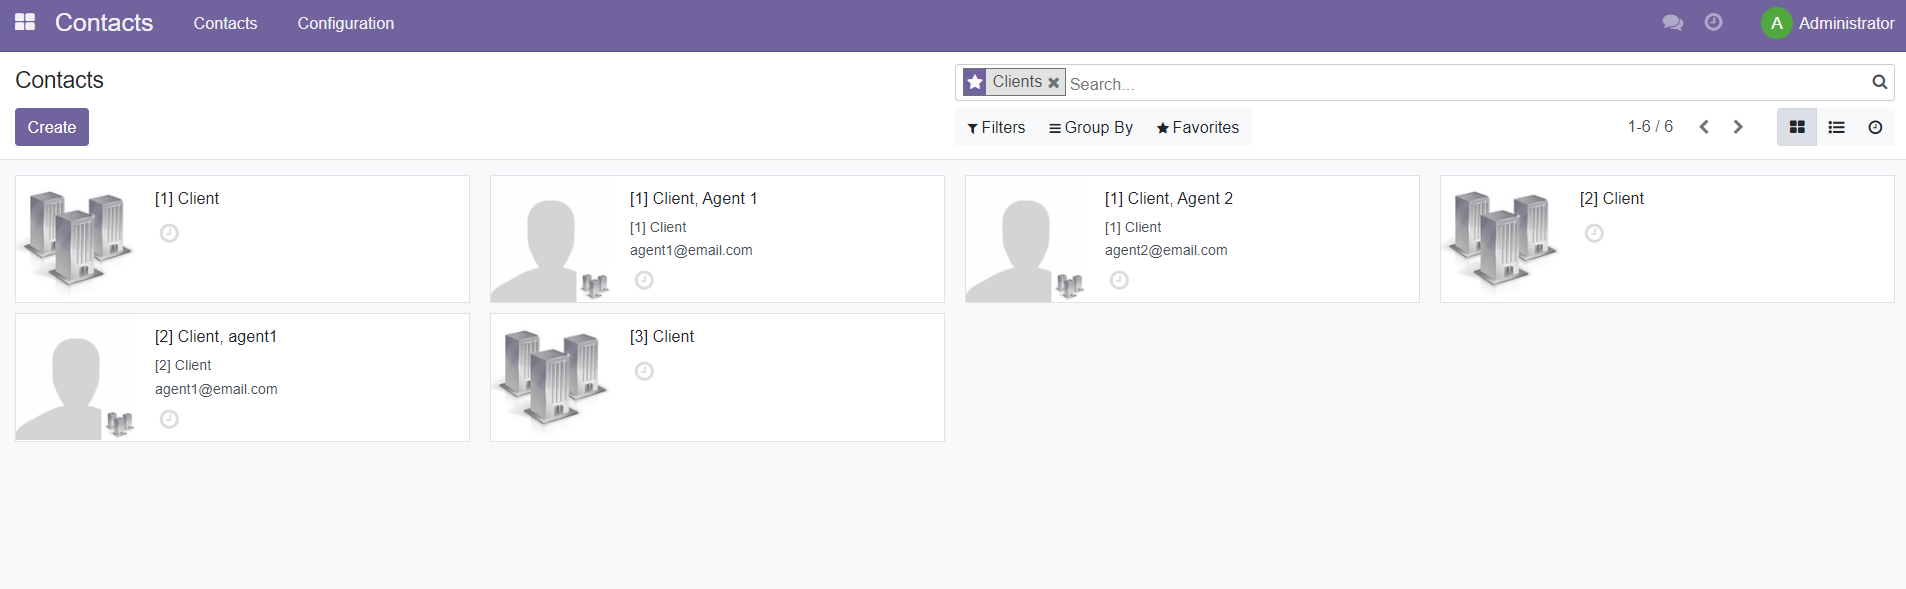 Contacts Contacts Configuration A Administrator
Contacts Clients Search...
Create Filters Group By Favorites 1-6 / 6
[1] Client
[1] Client, Agent 1
[1] Client
agent1@email.com
[1] Client, Agent 2
[1] Client
agent2@email.com
[2] Client
[2] Client, agent1
[2] Client
agent1@email.com
[3] Client